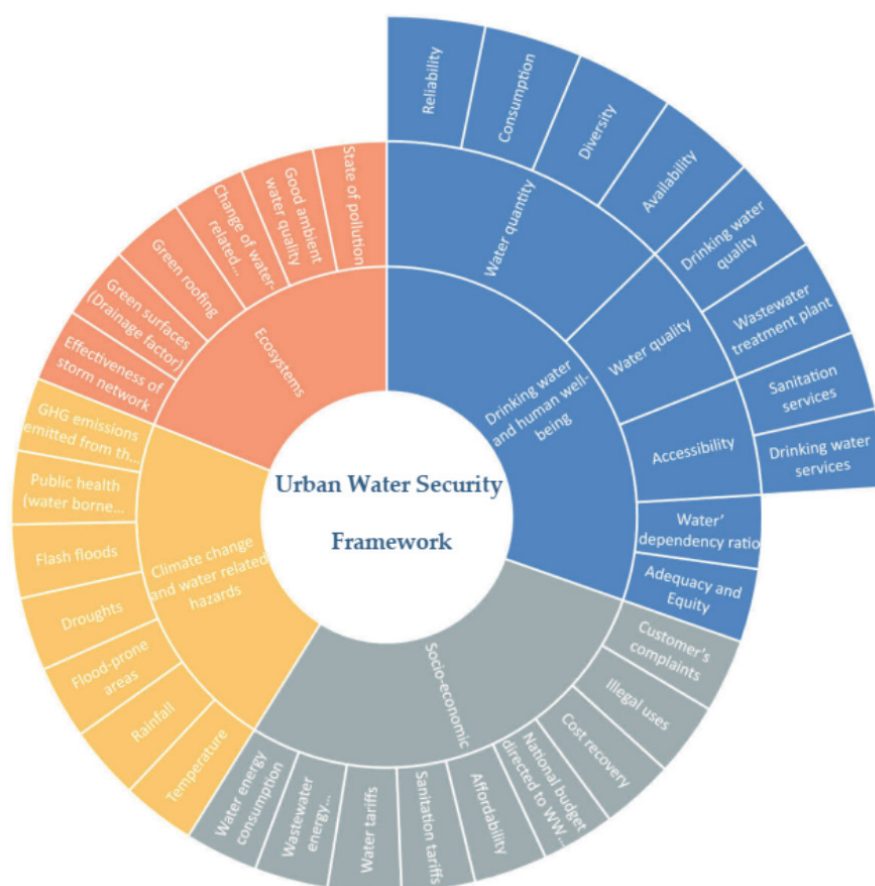 Urban Water Security
Framework
Drinking water
and human well-
being
Water quantity
Reliability
Consumption
Diversity
Availability
Water quality
Drinking water
quality
Wastewater
treatment plant
Accessibility
Sanitation
services
Drinking water
services
Water'
dependency ratio
Adequacy and
Equity
Socio-economic
Customer's
complaints
Illegal uses
Cost recovery
National budget
directed to WW...
Affordability
Sanitation tariffs
Water tariffs
Wastewater
energy...
Water energy
consumption
Climate change
and water related
hazards
Temperature
Rainfall
Flood-prone
areas
Droughts
Flash floods
Public health
(water borne...
GHG emissions
emitted from th...
Ecosystems
Effectiveness of
storm network
Green surfaces
(Drainage factor)
Green roofing
Change of water-
related...
Good ambient
water quality
State of pollution